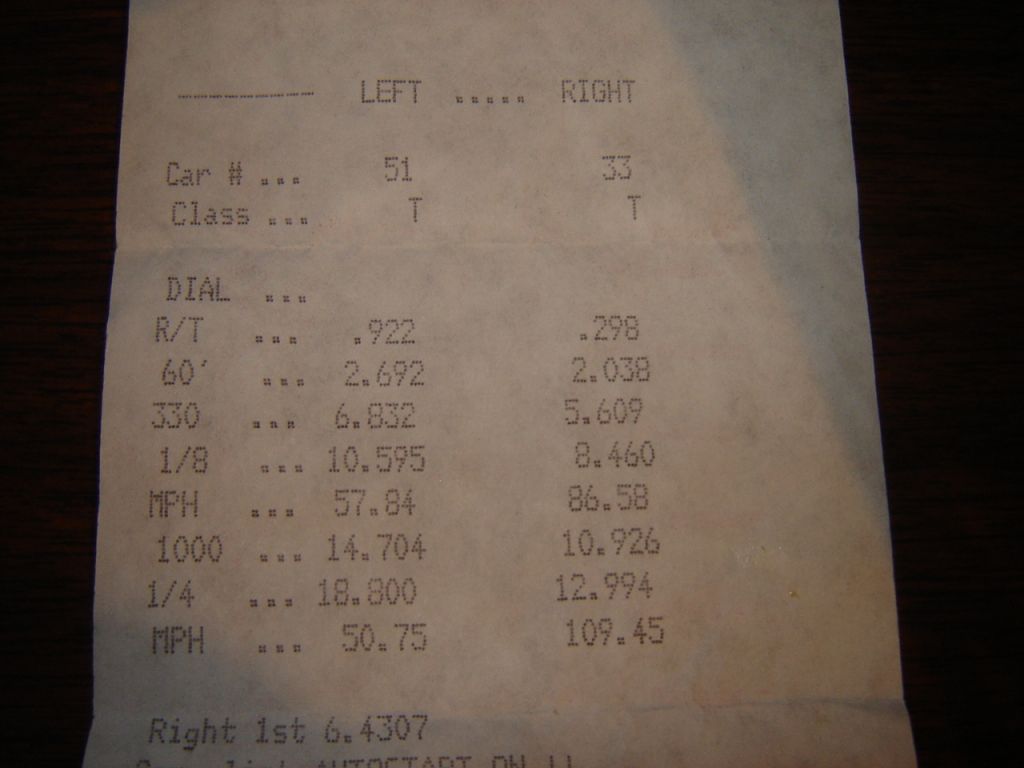 --------- LEFT ..... RIGHT
Car # ... 51 33
Class ... T T
DIAL ...
R/T ... .922 .298
60' ... 2.692 2.038
330 ... 6.832 5.609
1/8 ... 10.595 8.460
MPH ... 57.84 86.58
1000 ... 14.704 10.926
1/4 ... 18.800 12.994
MPH ... 50.75 109.45
Right 1st 6.4307
AUTOSTART ON !!